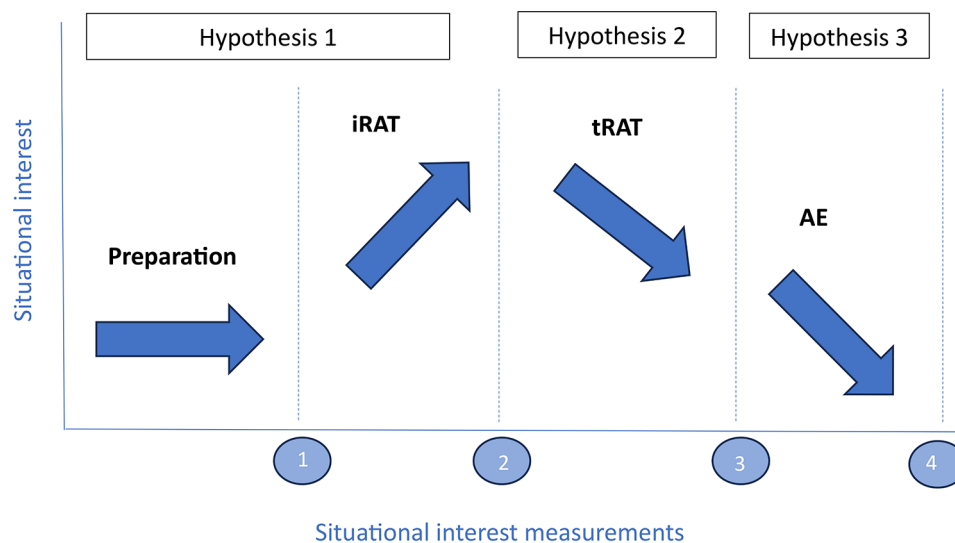 Hypothesis 1
Hypothesis 2
Hypothesis 3
Situational interest
Preparation
iRAT
tRAT
AE
1
2
3
4
Situational interest measurements